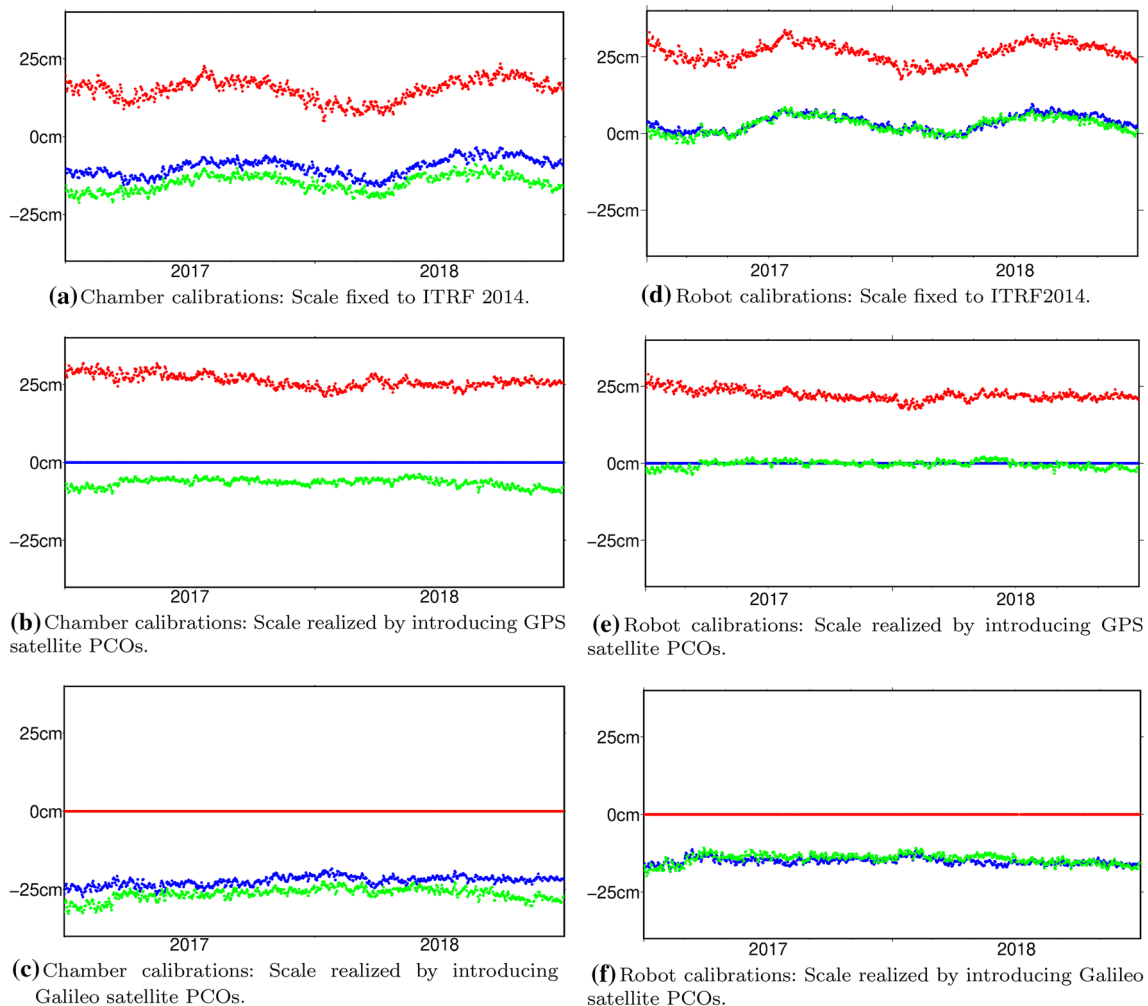 25cm
0cm
−25cm
2017 2018
(a) Chamber calibrations: Scale fixed to ITRF 2014.
25cm
0cm
−25cm
2017 2018
(b) Chamber calibrations: Scale realized by introducing GPS
satellite PCOs.
25cm
0cm
−25cm
2017 2018
(c) Chamber calibrations: Scale realized by introducing
Galileo satellite PCOs.
25cm
0cm
−25cm
2017 2018
(d) Robot calibrations: Scale fixed to ITRF2014.
25cm
0cm
−25cm
2017 2018
(e) Robot calibrations: Scale realized by introducing GPS
satellite PCOs.
25cm
0cm
−25cm
2017 2018
(f) Robot calibrations: Scale realized by introducing Galileo
satellite PCOs.